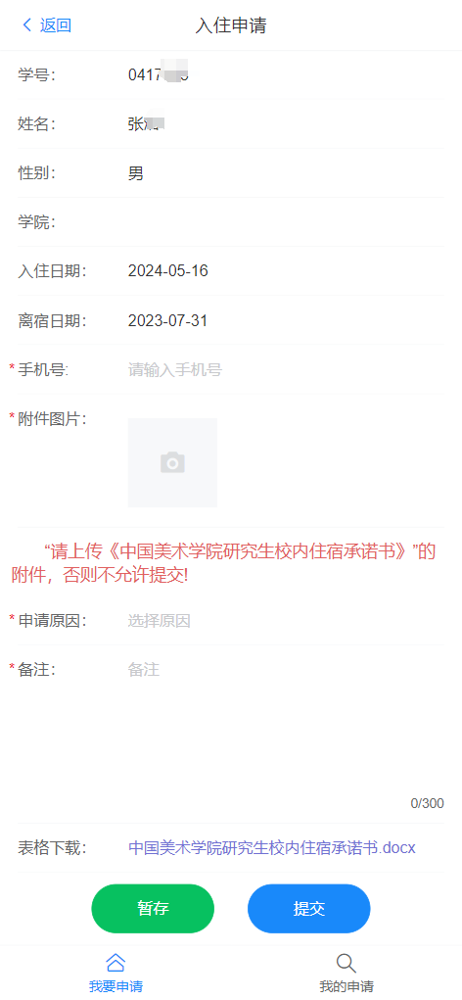 返回
入住申请
学号：
0417
姓名：
张
性别：
男
学院：
入住日期：
2024-05-16
离宿日期：
2023-07-31
*手机号:
请输入手机号
*附件图片：
“请上传《中国美术学院研究生校内住宿承诺书》”的
附件，否则不允许提交!
*申请原因：
选择原因
*备注：
备注
0/300
表格下载：
中国美术学院研究生校内住宿承诺书.docx
暂存
提交
我要申请
我的申请